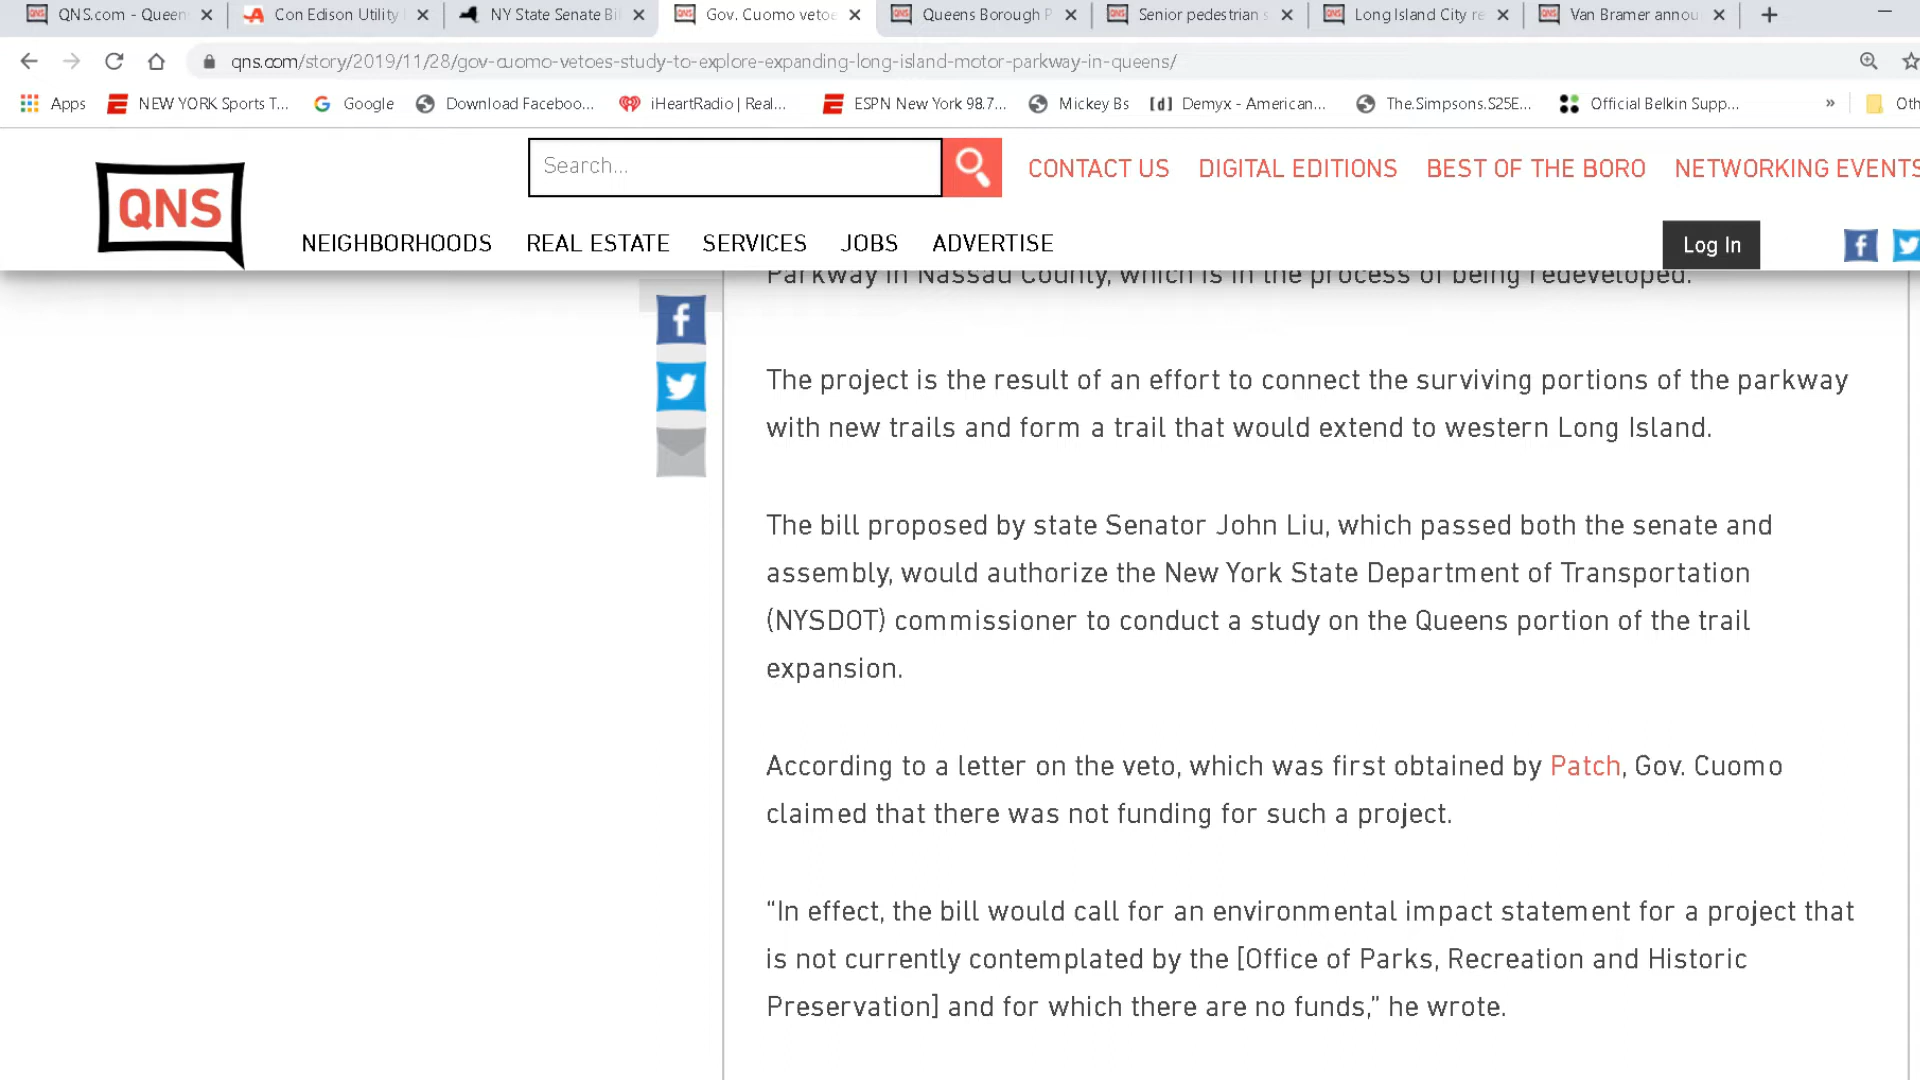 QNS.com - Queen
Con Edison Utility
NY State Senate Bil
Gov. Cuomo vetoe
Queens Borough P
Senior pedestrian s
Long Island City re
Van Bramer annou
qns.com/story/2019/11/28/gov-cuomo-vetoes-study-to-explore-expanding-long-island-motor-parkway-in-queens/
Apps
NEW YORK Sports T...
Google
Download Faceboo...
iHeartRadio | Real...
ESPN New York 98.7...
Mickey Bs
[d] Demyx - American...
The.Simpsons.S25E...
Official Belkin Supp...
»
Oth
Search...
CONTACT US
DIGITAL EDITIONS
BEST OF THE BORO
NETWORKING EVENTS
QNS
NEIGHBORHOODS
REAL ESTATE
SERVICES
JOBS
ADVERTISE
Log In
Parkway in Nassau County, which is in the process of being redeveloped.
The project is the result of an effort to connect the surviving portions of the parkway
with new trails and form a trail that would extend to western Long Island.
The bill proposed by state Senator John Liu, which passed both the senate and
assembly, would authorize the New York State Department of Transportation
(NYSDOT) commissioner to conduct a study on the Queens portion of the trail
expansion.
According to a letter on the veto, which was first obtained by Patch, Gov. Cuomo
claimed that there was not funding for such a project.
“In effect, the bill would call for an environmental impact statement for a project that
is not currently contemplated by the [Office of Parks, Recreation and Historic
Preservation] and for which there are no funds,” he wrote.